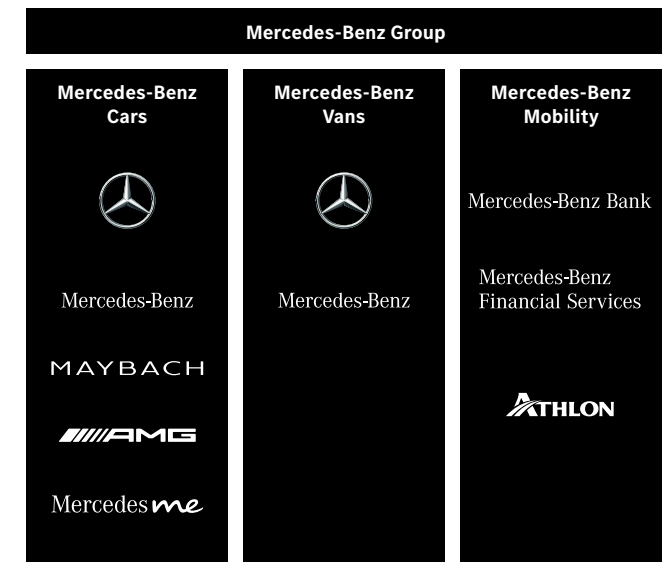 Mercedes-Benz Group
Mercedes-Benz
Cars
Mercedes-Benz
MAYBACH
AMG
Mercedes me
Mercedes-Benz
Vans
Mercedes-Benz
Mercedes-Benz
Mobility
Mercedes-Benz Bank
Mercedes-Benz
Financial Services
ATHLON